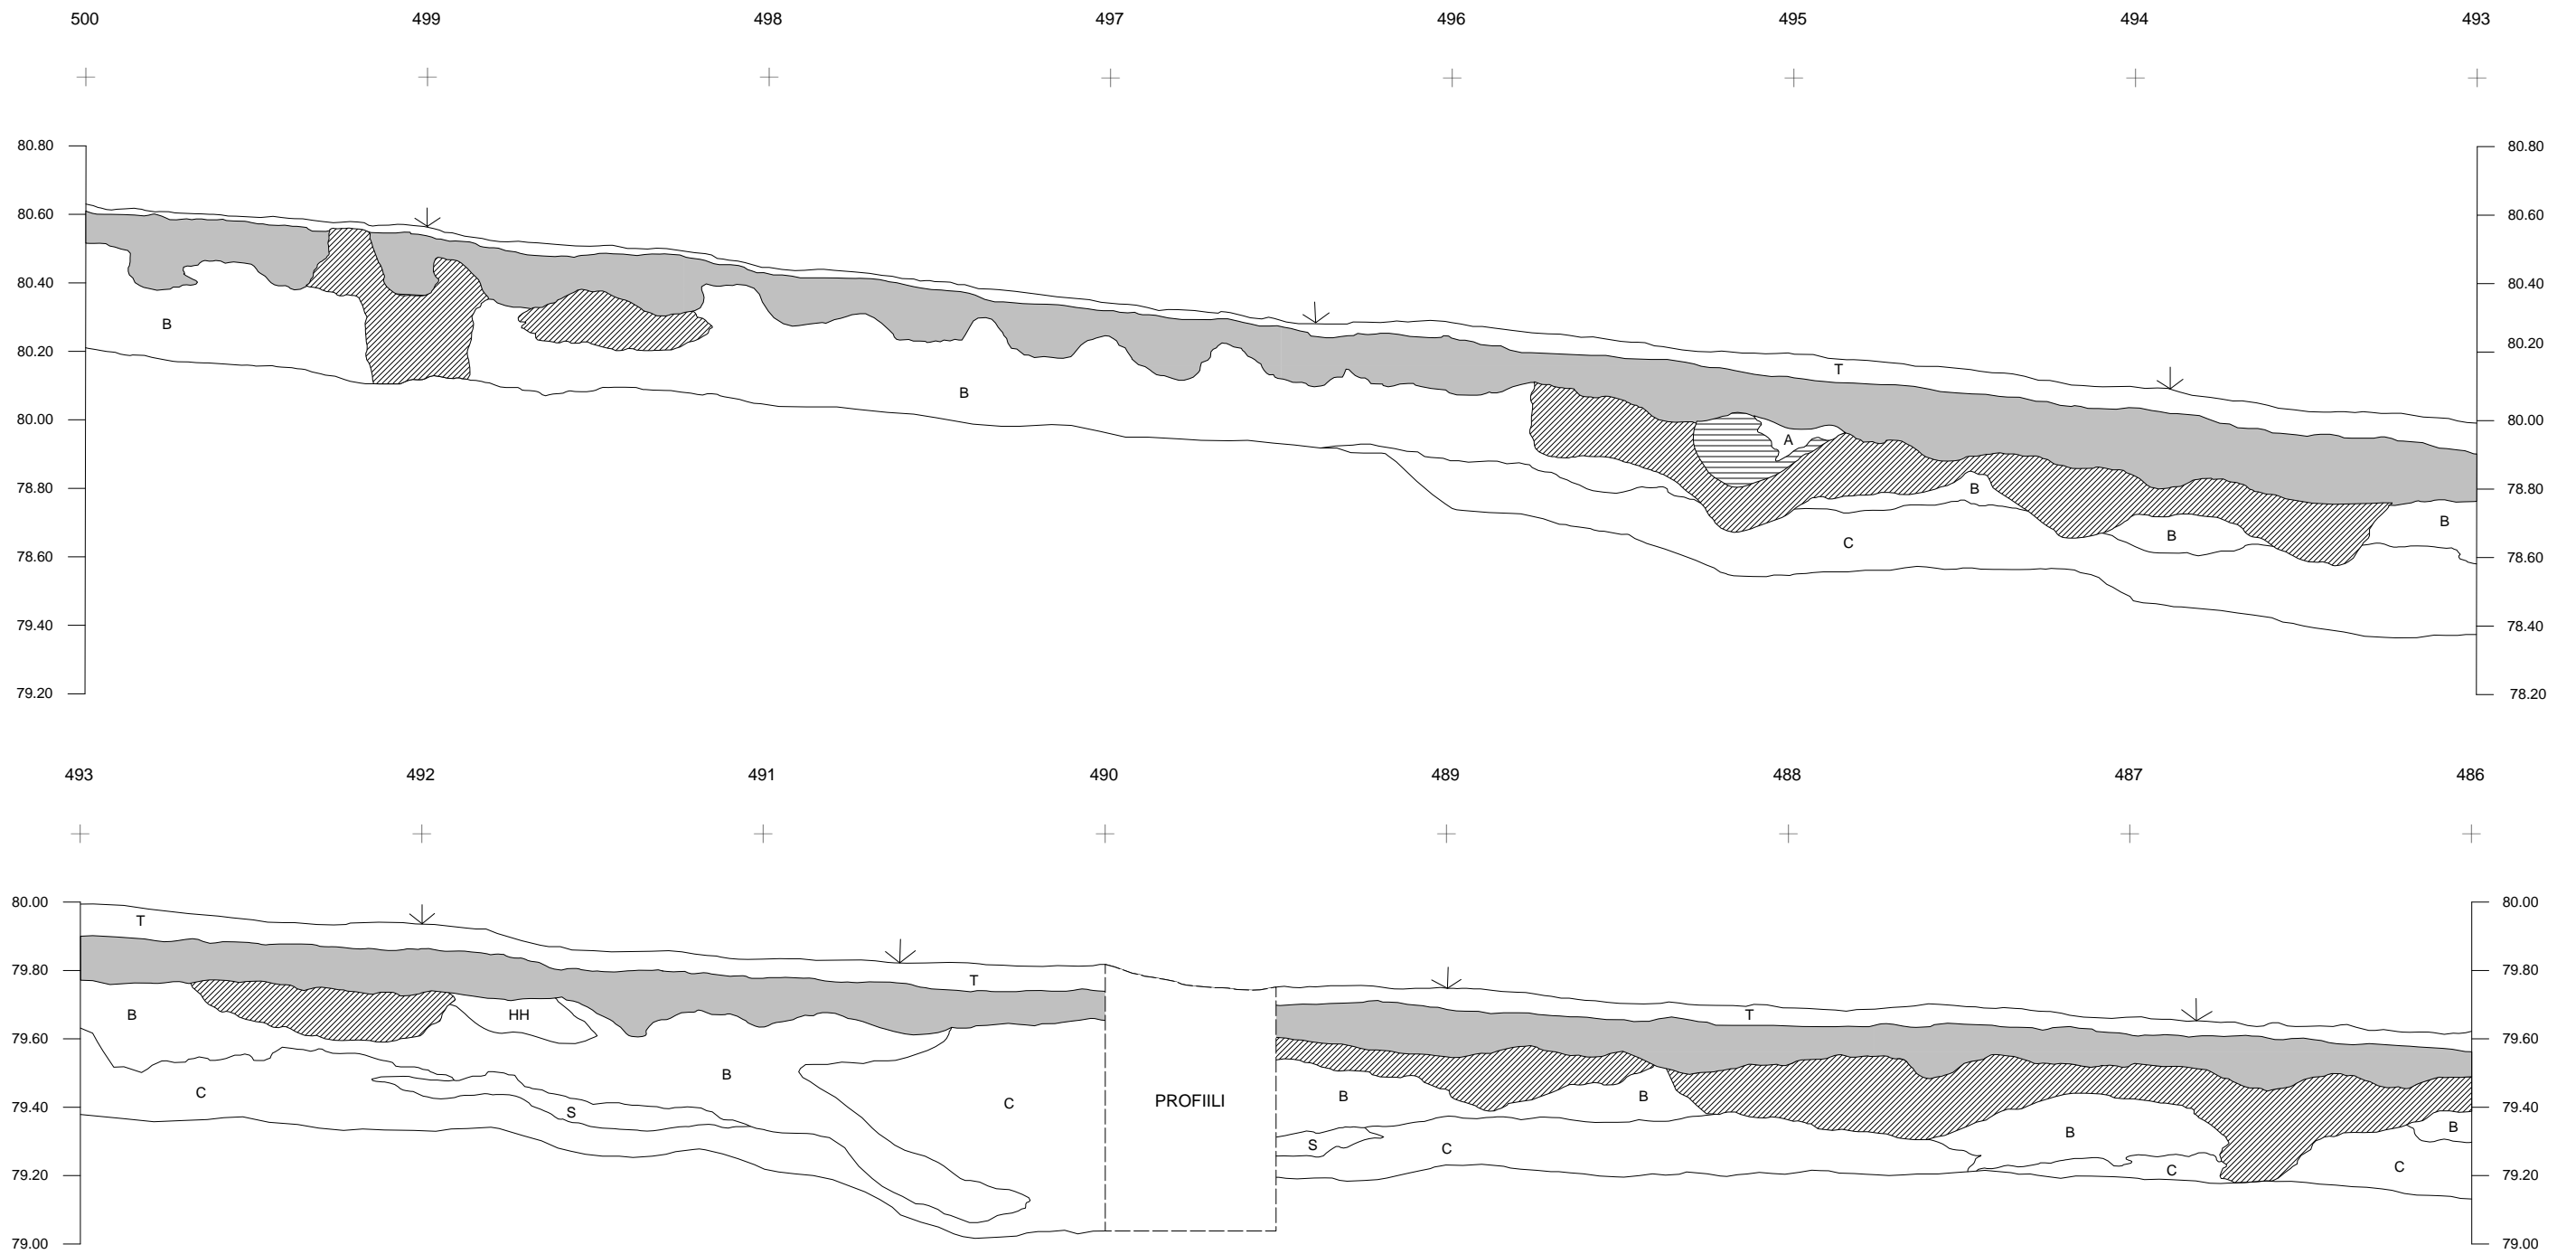 500 499 498 497 496 495 494 493
80.80 80.80
80.60 80.60
80.40 80.40
B
80.20 80.20
T
B
80.00 80.00
A
78.80 B 78.80
B
B
78.60 C 78.60
79.40 78.40
79.20 78.20
493 492 491 490 489 488 487 486
80.00 80.00
T
79.80 79.80
T
B HH T
79.60 79.60
B
C B B
C
79.40 S PROFIILI 79.40
B B
S C
C
79.20 C 79.20
79.00 79.00